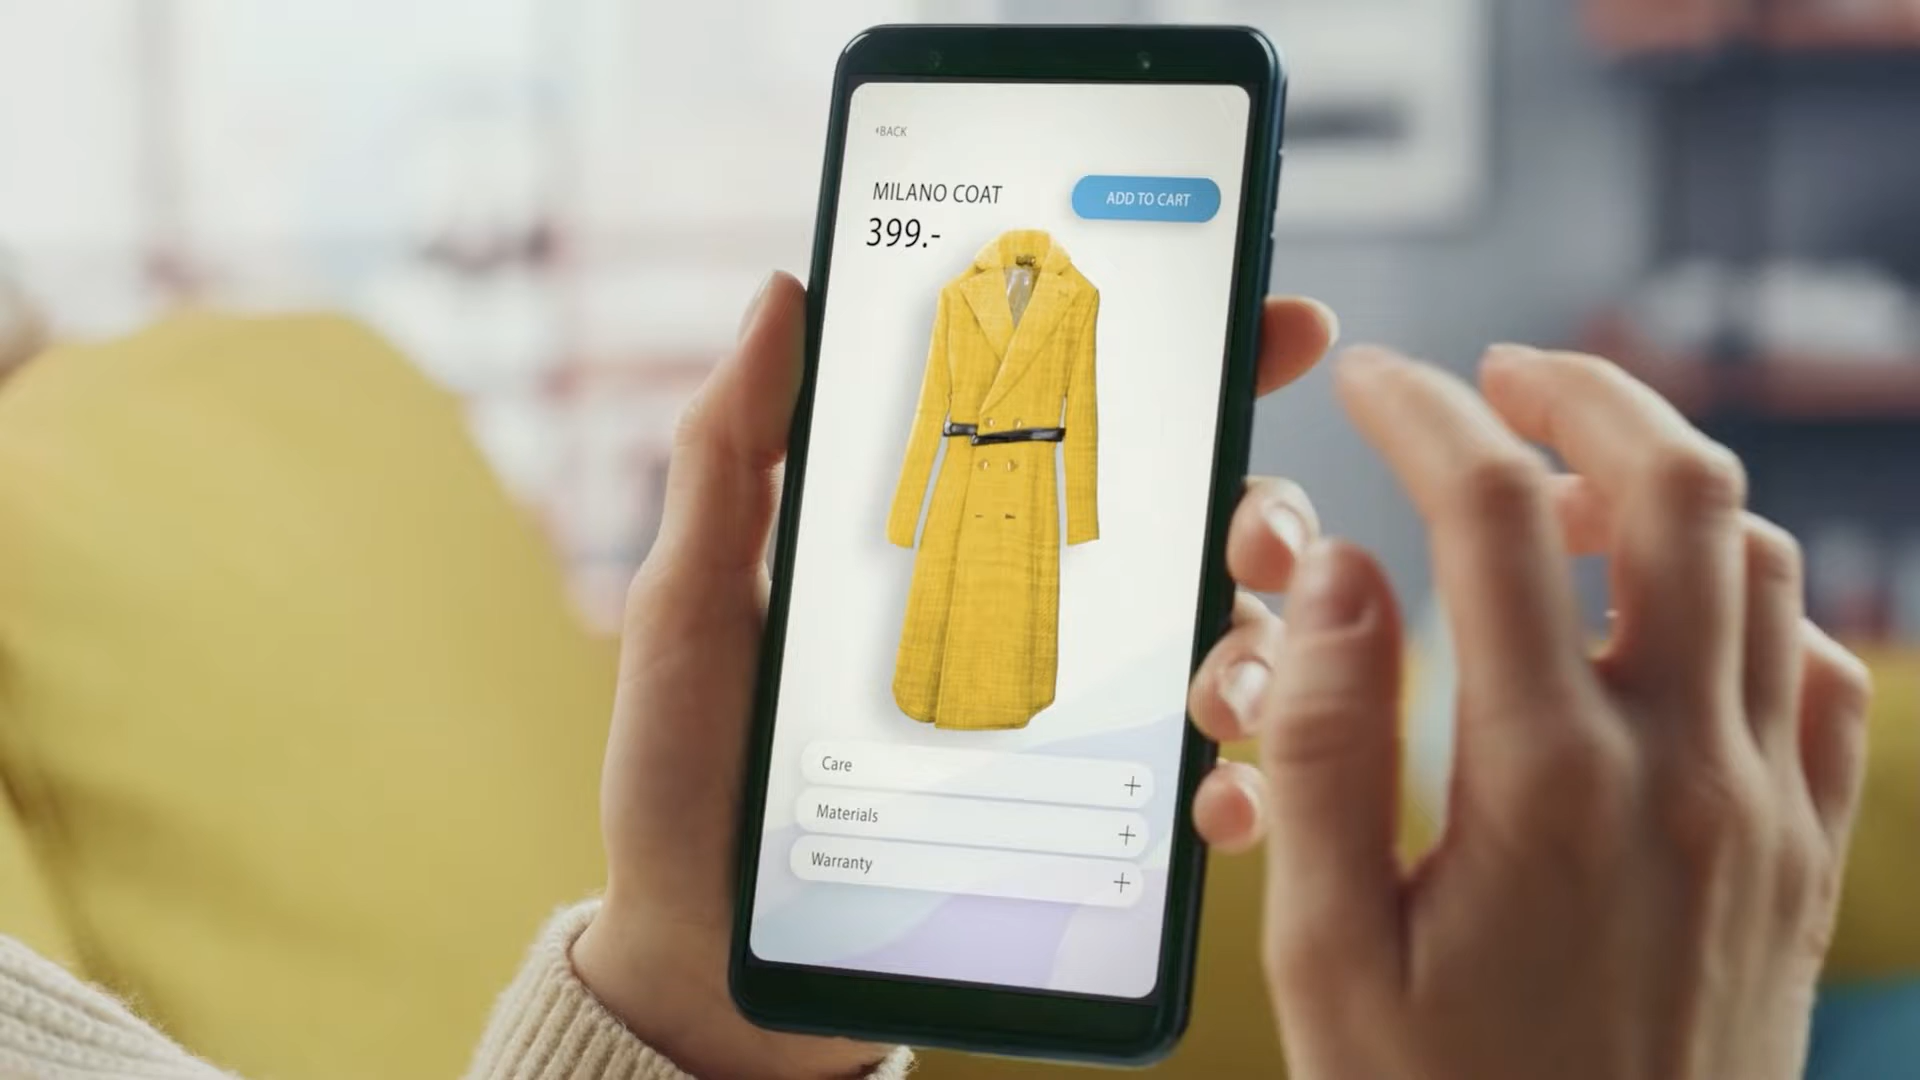 ‹BACK
MILANO COAT
ADD TO CART
399.-
Care
+
Materials
+
Warranty
+